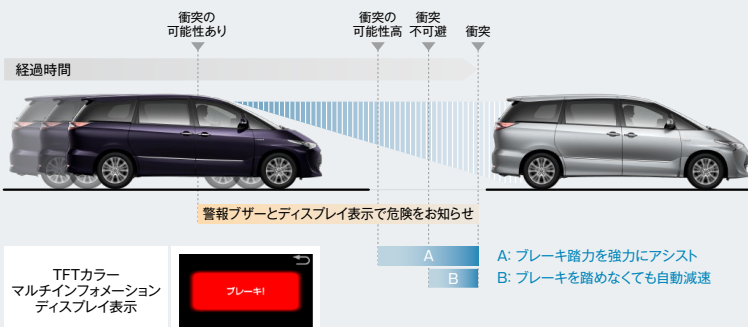 衝突の
可能性あり
衝突の
可能性高
衝突
不可避
衝突
経過時間
警報ブザーとディスプレイ表示で危険をお知らせ
A
B
A: ブレーキ踏力を強力にアシスト
B: ブレーキを踏めなくても自動減速
TFTカラー
マルチインフォメーション
ディスプレイ表示
ブレーキ!